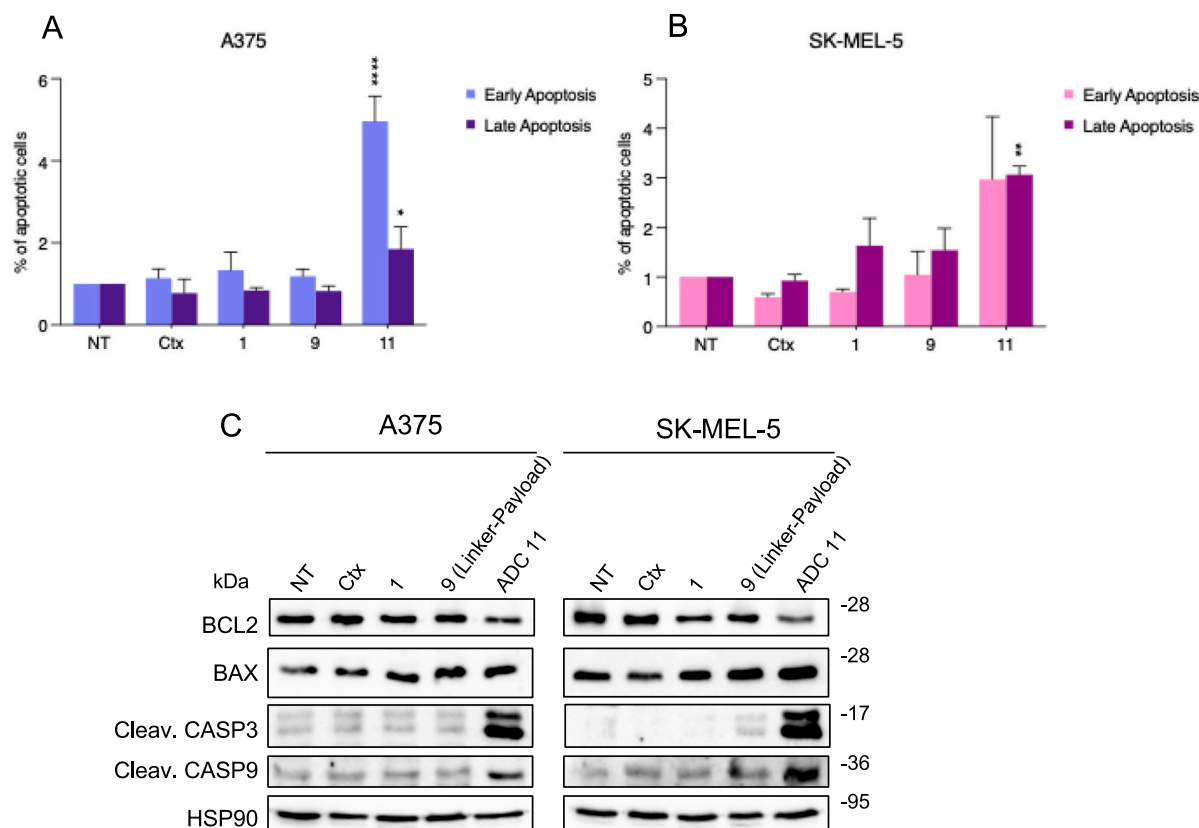 A
A375
% of apoptotic cells
6
4
2
0
****
*
NT Ctx 1 9 11
Early Apoptosis
Late Apoptosis
B
SK-MEL-5
% of apoptotic cells
5
4
3
2
1
0
**
NT Ctx 1 9 11
Early Apoptosis
Late Apoptosis
C
A375
SK-MEL-5
kDa
NT Ctx 1 9 (Linker-Payload) ADC 11
NT Ctx 1 9 (Linker-Payload) ADC 11
BCL2 -28
BAX -28
Cleav. CASP3 -17
Cleav. CASP9 -36
HSP90 -95